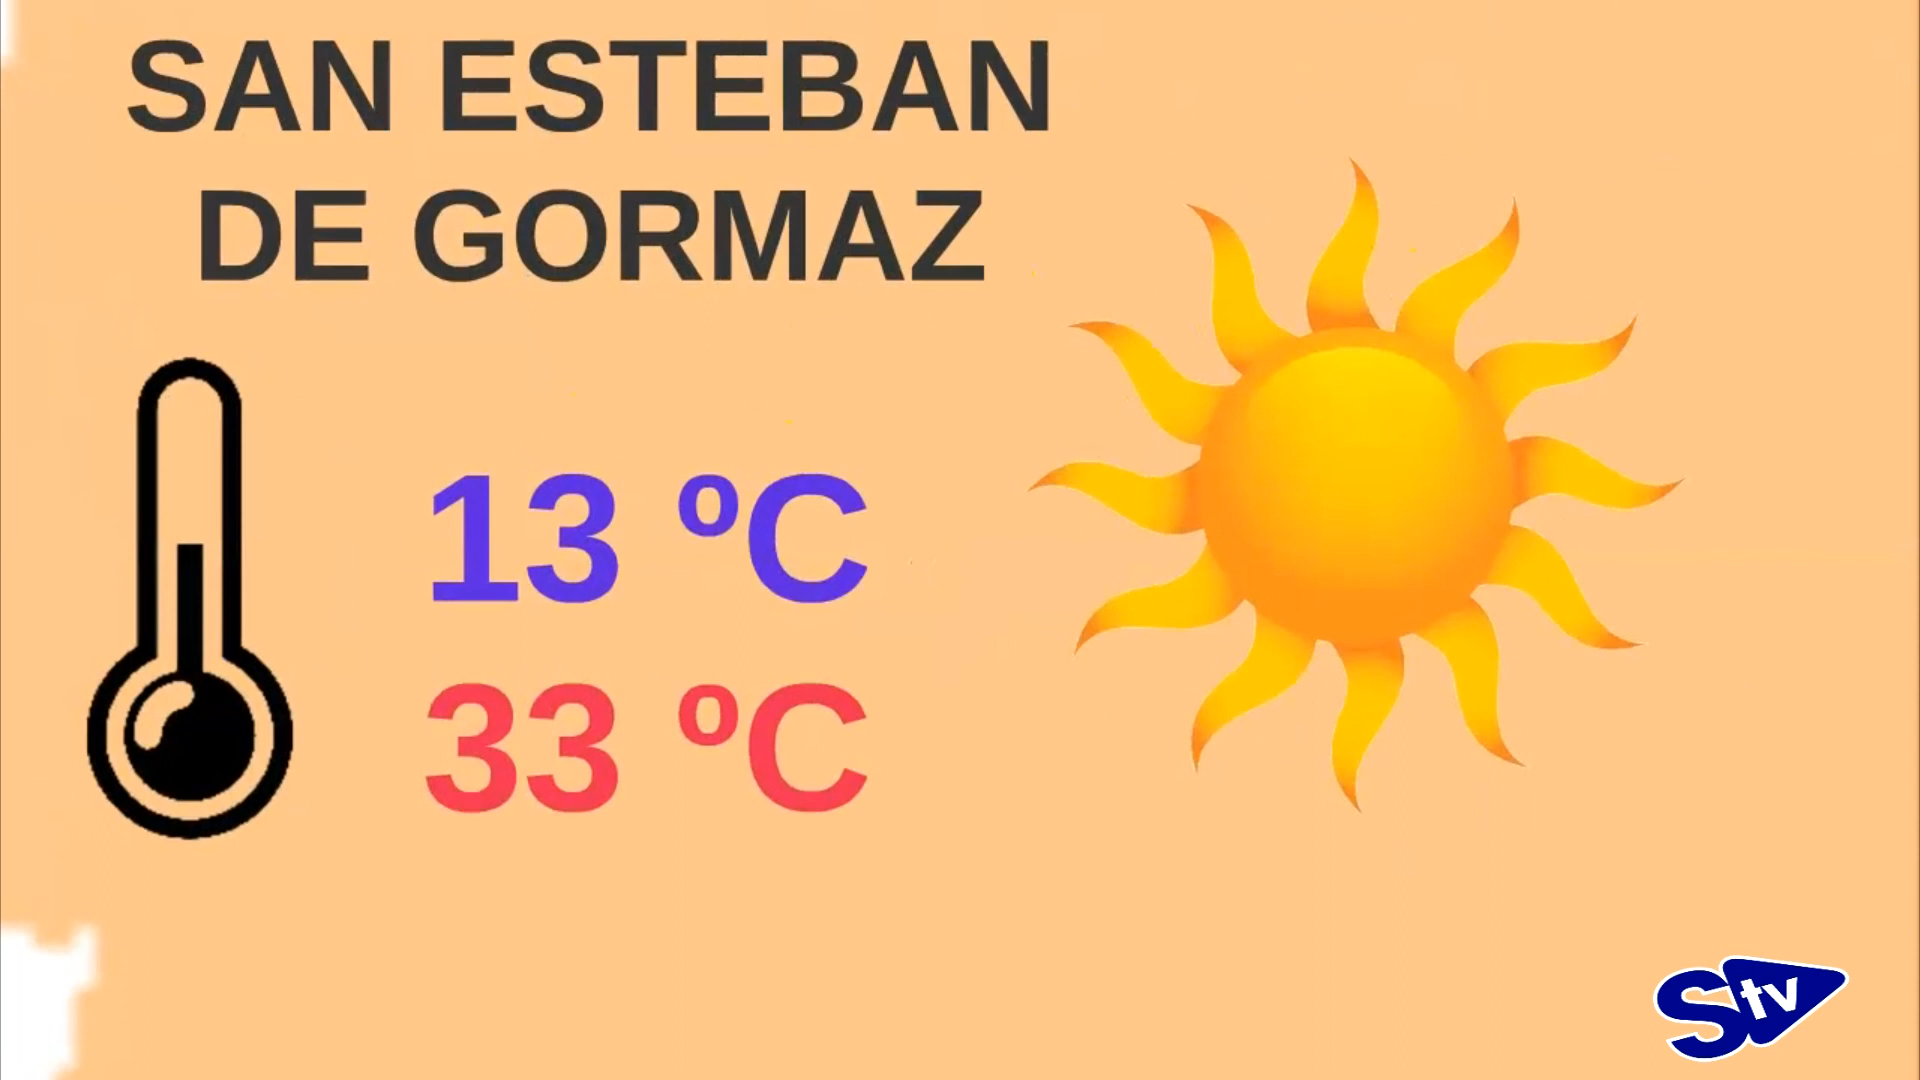 SAN ESTEBAN
DE GORMAZ
13 ºC
33 ºC
Stv